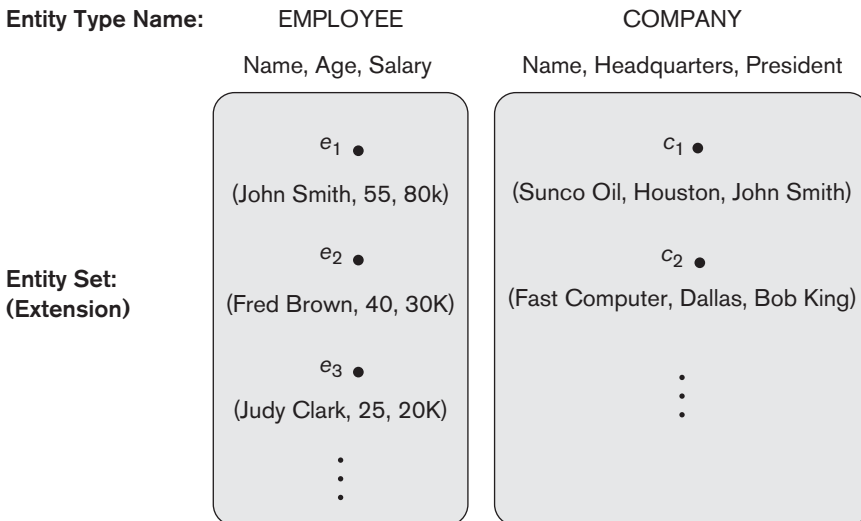 Entity Type Name: EMPLOYEE COMPANY
Name, Age, Salary Name, Headquarters, President
e1 c1
(John Smith, 55, 80k) (Sunco Oil, Houston, John Smith)
e2 c2
(Fred Brown, 40, 30K) (Fast Computer, Dallas, Bob King)
Entity Set:
(Extension)
e3
(Judy Clark, 25, 20K)